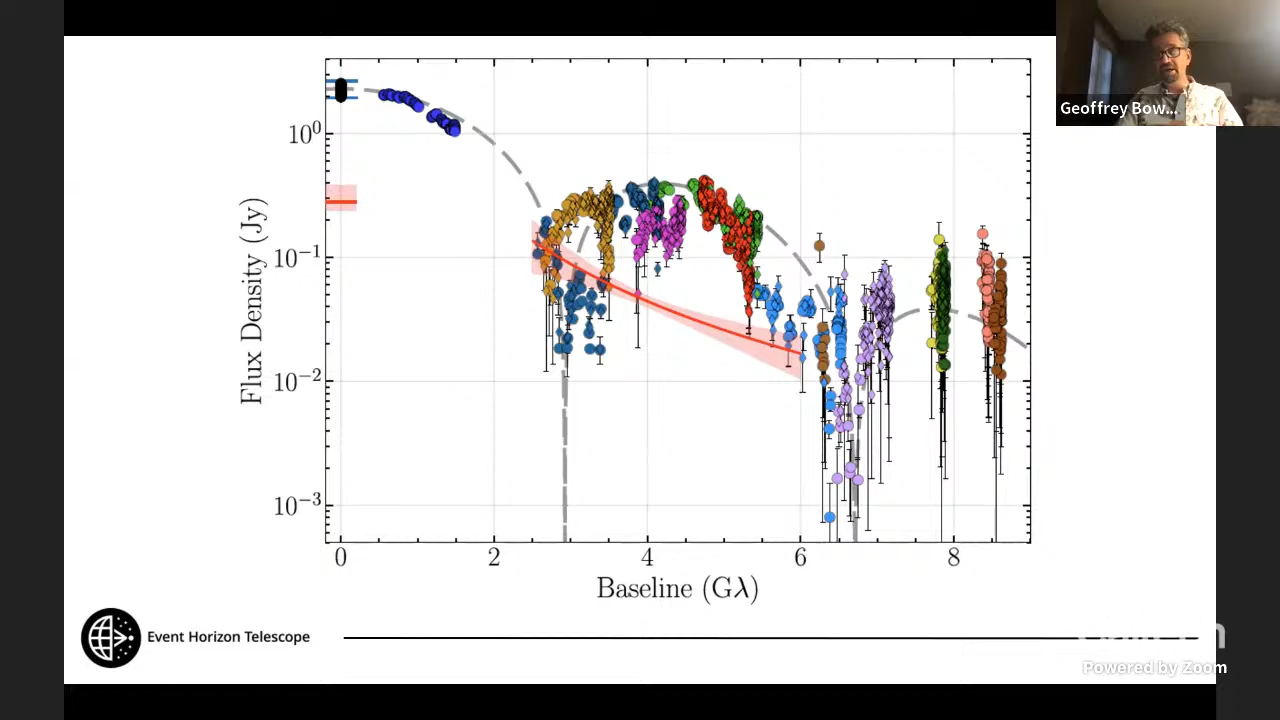 Geoffrey Bow...
10⁰
10⁻¹
10⁻²
10⁻³
Flux Density (Jy)
0 2 4 6 8
Baseline (Gλ)
Event Horizon Telescope
Powered by Zoom